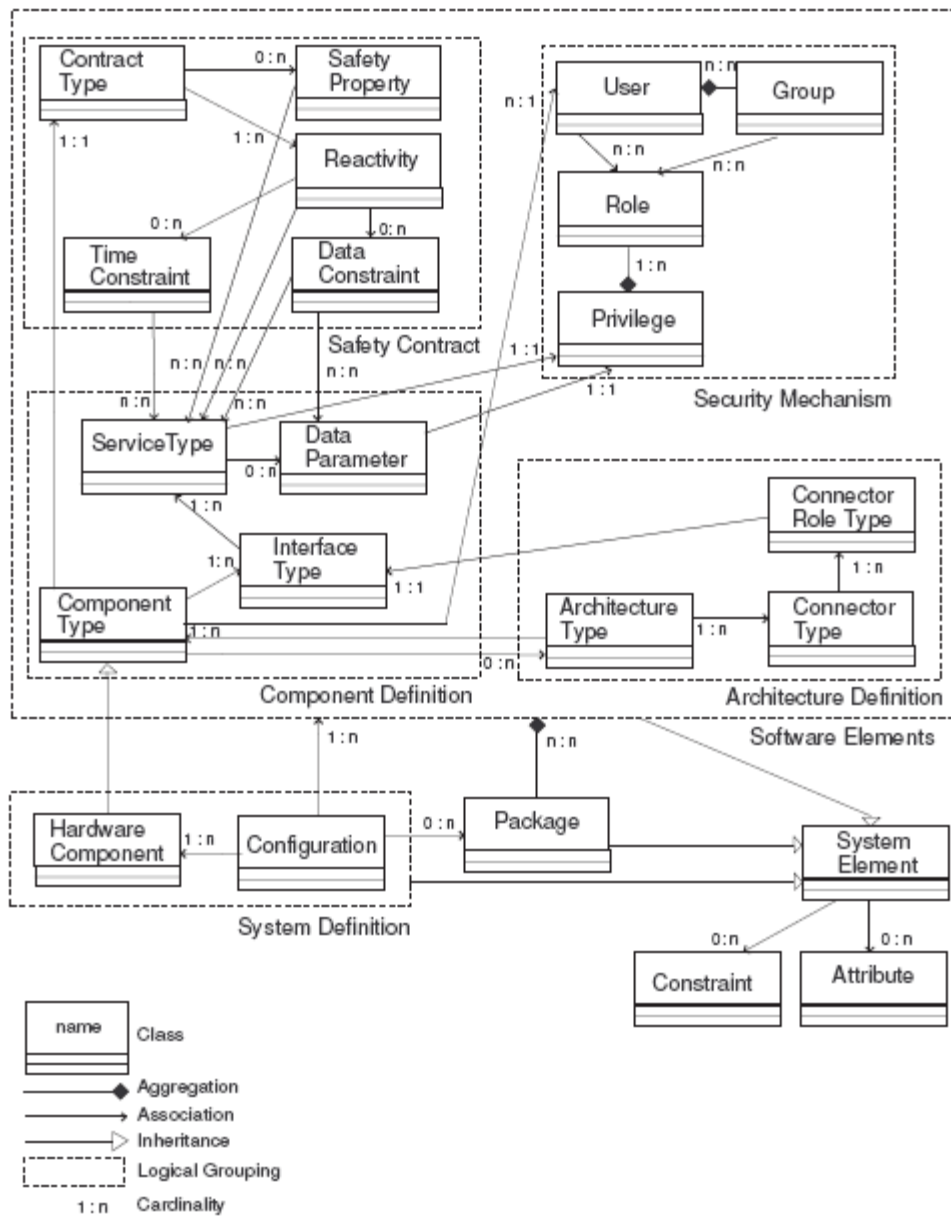 Contract
Type
0:n
Safety
Property
1:n
Reactivity
1:1
0:n
0:n
Time
Constraint
Data
Constraint
Safety Contract
n:n
User
n:n
Group
n:1
n:n
n:n
Role
1:n
Privilege
1:1
1:1
Security Mechanism
n:n
n:n
n:n
n:n
n:n
ServiceType
0:n
Data
Parameter
1:n
Interface
Type
1:n
1:1
Component
Type
1:n
0:n
Component Definition
Connector
Role Type
1:n
Architecture
Type
1:n
Connector
Type
Architecture Definition
Software Elements
1:n
n:n
Hardware
Component
1:n
Configuration
0:n
Package
System Definition
System
Element
0:n
0:n
Constraint
Attribute
name
Class
Aggregation
Association
Inheritance
Logical Grouping
1:n
Cardinality